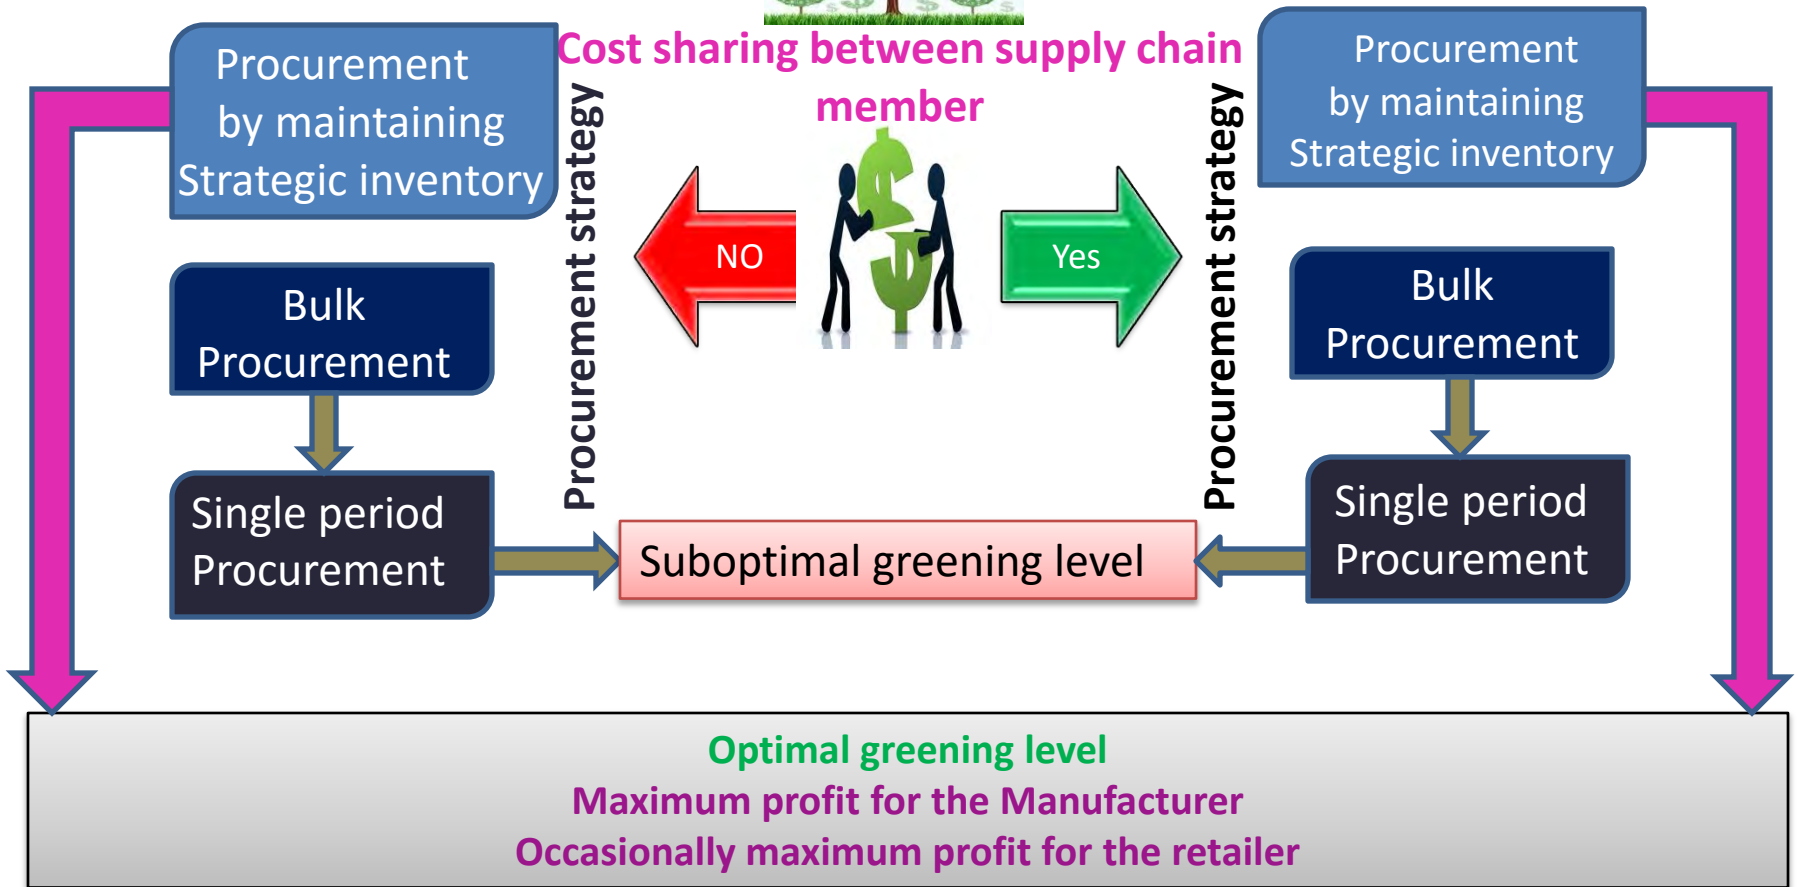 Cost sharing between supply chain
member
Procurement
by maintaining
Strategic inventory
Procurement strategy
NO
Yes
Procurement strategy
Procurement
by maintaining
Strategic inventory
Bulk
Procurement
Bulk
Procurement
Single period
Procurement
Suboptimal greening level
Single period
Procurement
Optimal greening level
Maximum profit for the Manufacturer
Occasionally maximum profit for the retailer